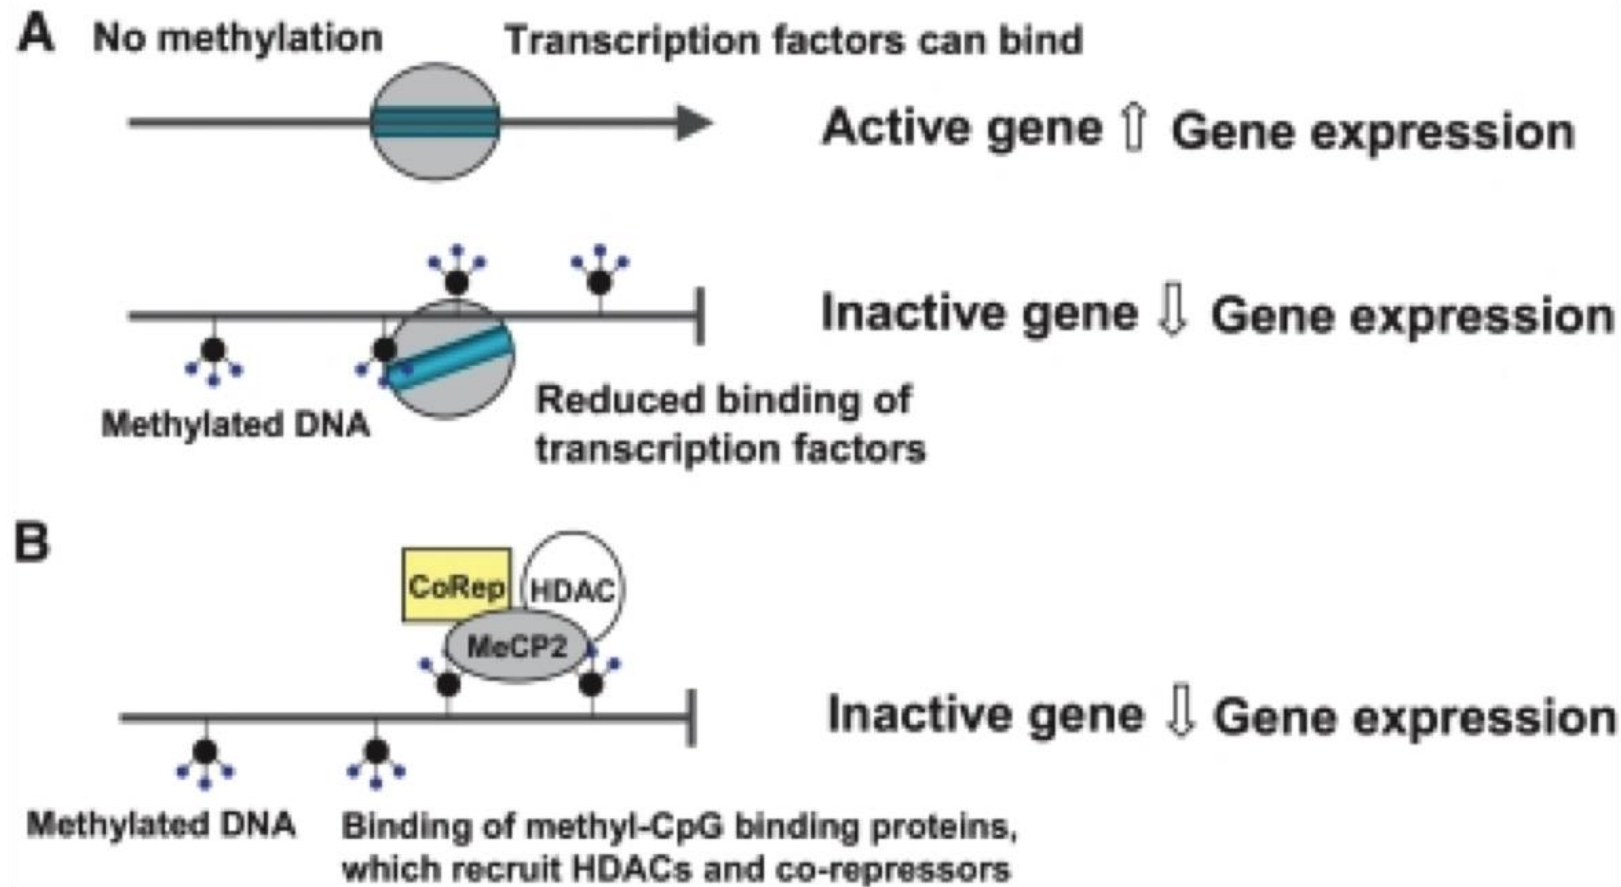 A No methylation Transcription factors can bind
Active gene ⇧ Gene expression
Inactive gene ⇩ Gene expression
Methylated DNA
Reduced binding of
transcription factors
B
CoRep HDAC
MeCP2
Inactive gene ⇩ Gene expression
Methylated DNA
Binding of methyl-CpG binding proteins,
which recruit HDACs and co-repressors